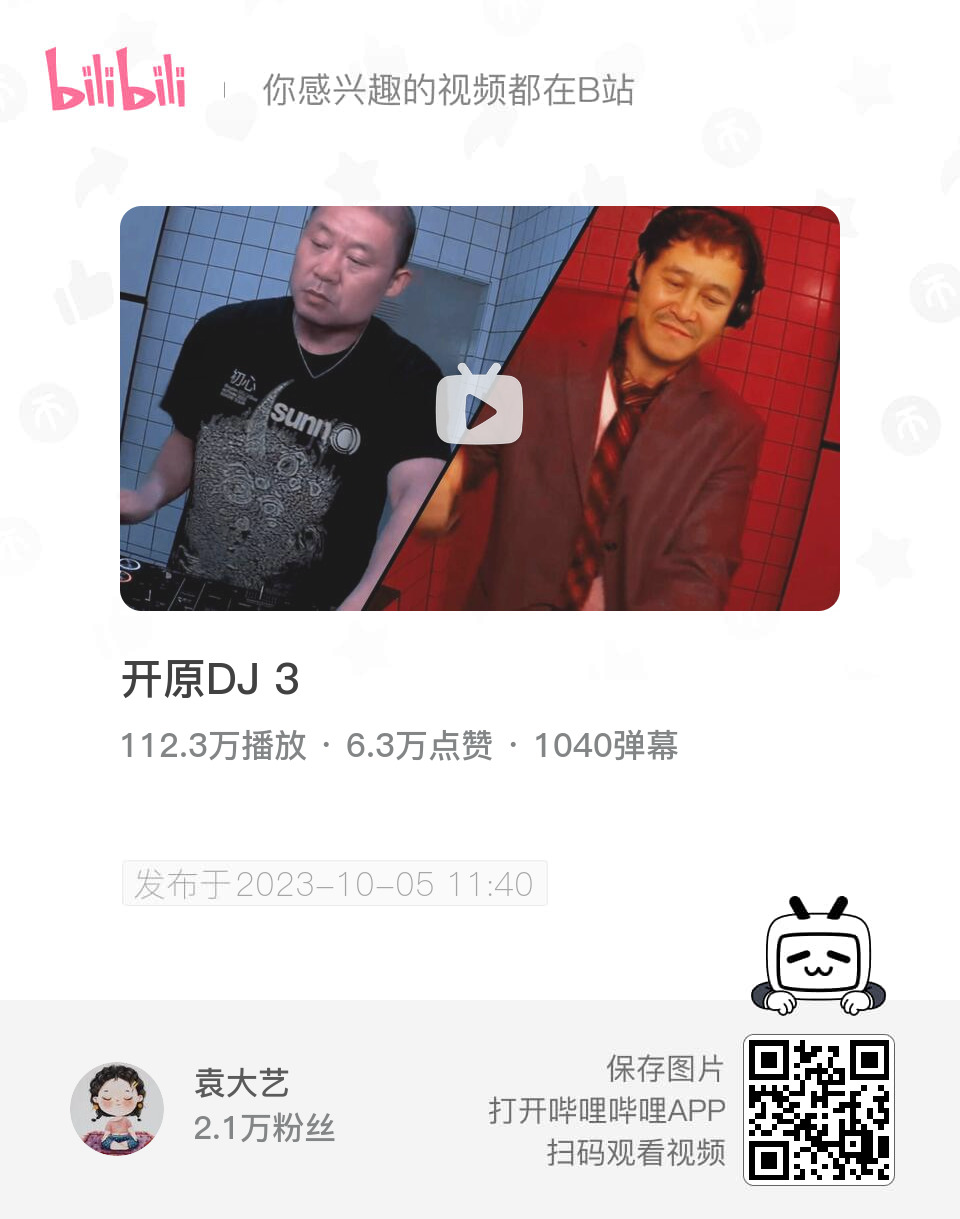 bilibili
你感兴趣的视频都在B站
初心
sunn O)
开原DJ 3
112.3万播放 · 6.3万点赞 · 1040弹幕
发布于2023-10-05 11:40
袁大艺
2.1万粉丝
保存图片
打开哔哩哔哩APP
扫码观看视频